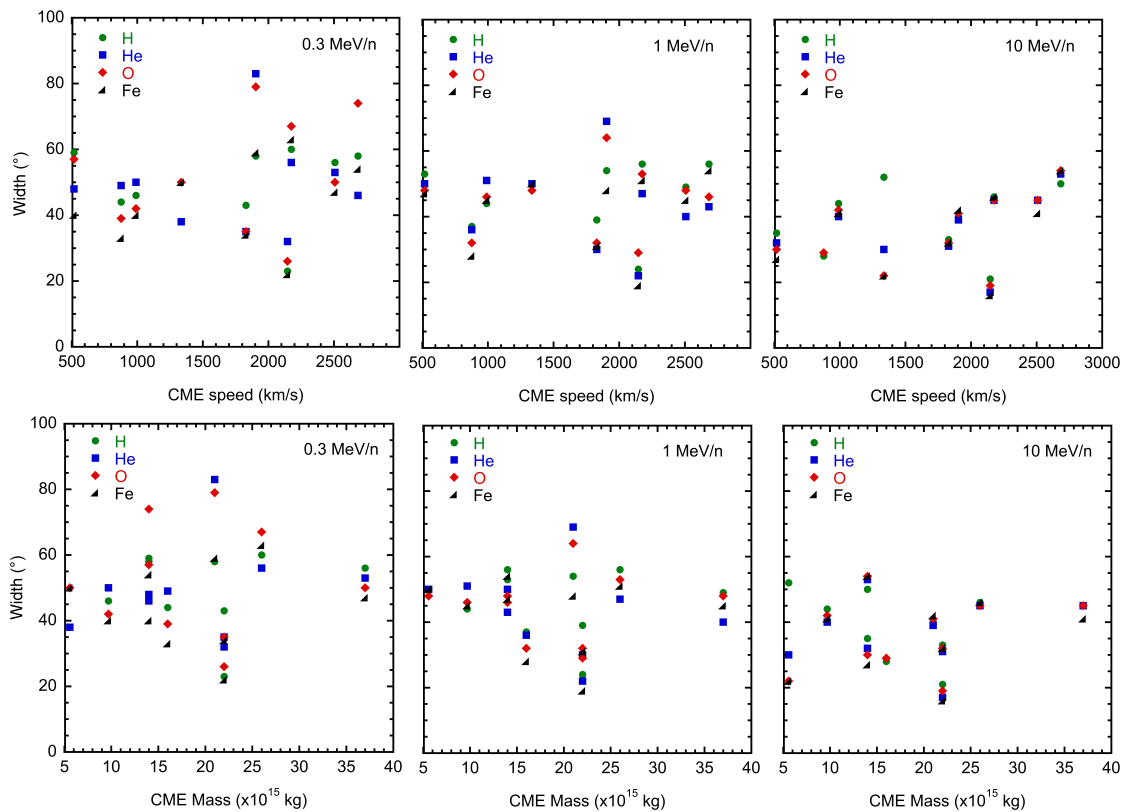 100
80
60
40
20
0
Width (°)
H
He
O
Fe
0.3 MeV/n
500 1000 1500 2000 2500 3000
CME speed (km/s)
H
He
O
Fe
1 MeV/n
500 1000 1500 2000 2500 3000
CME speed (km/s)
H
He
O
Fe
10 MeV/n
500 1000 1500 2000 2500 3000
CME speed (km/s)
100
80
60
40
20
0
Width (°)
H
He
O
Fe
0.3 MeV/n
5 10 15 20 25 30 35 40
CME Mass (x10¹⁵ kg)
H
He
O
Fe
1 MeV/n
5 10 15 20 25 30 35 40
CME Mass (x10¹⁵ kg)
H
He
O
Fe
10 MeV/n
5 10 15 20 25 30 35 40
CME Mass (x10¹⁵ kg)